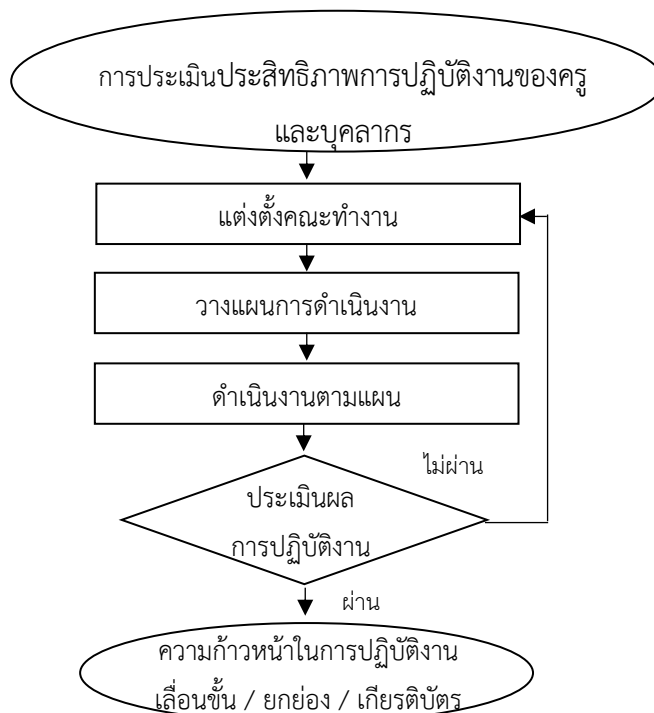 การประเมินประสิทธิภาพการปฏิบัติงานของครู
และบุคลากร
แต่งตั้งคณะทำงาน
วางแผนการดำเนินงาน
ดำเนินงานตามแผน
ไม่ผ่าน
ประเมินผล
การปฏิบัติงาน
ผ่าน
ความก้าวหน้าในการปฏิบัติงาน
เลื่อนขั้น / ยกย่อง / เกียรติบัตร